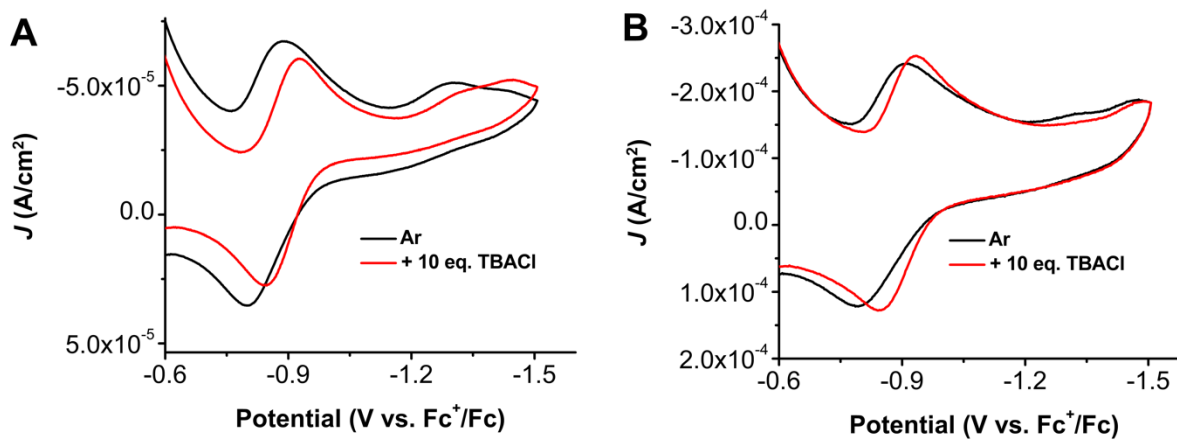 A
-5.0x10⁻⁵
0.0
5.0x10⁻⁵
J (A/cm²)
Ar
+ 10 eq. TBACl
-0.6 -0.9 -1.2 -1.5
Potential (V vs. Fc⁺/Fc)
B
-3.0x10⁻⁴
-2.0x10⁻⁴
-1.0x10⁻⁴
0.0
1.0x10⁻⁴
2.0x10⁻⁴
J (A/cm²)
Ar
+ 10 eq. TBACl
-0.6 -0.9 -1.2 -1.5
Potential (V vs. Fc⁺/Fc)